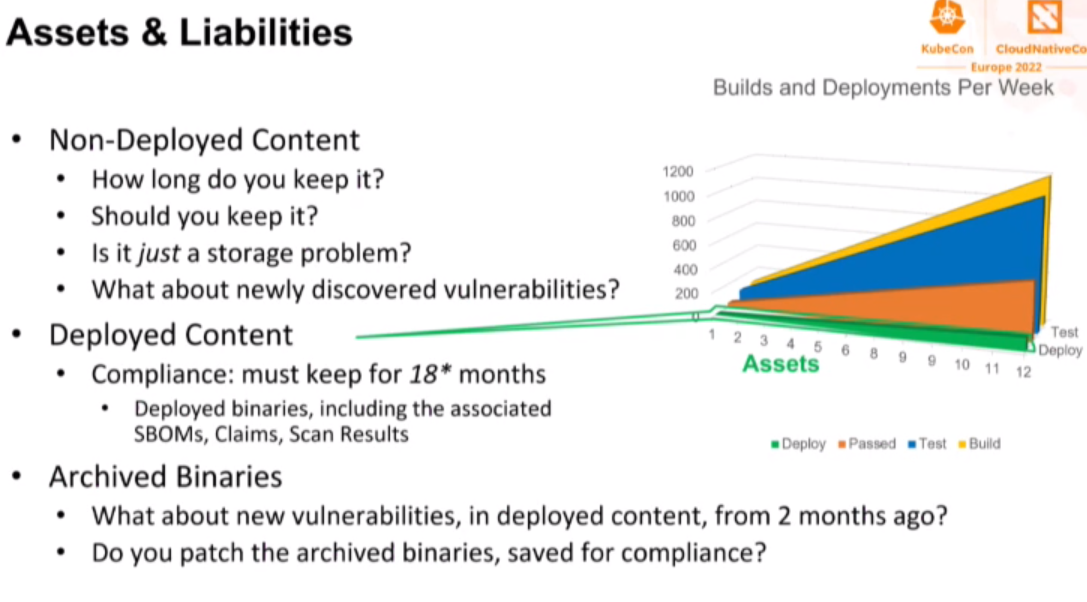 Assets & Liabilities
KubeCon
CloudNativeCo
Europe 2022
Builds and Deployments Per Week
• Non-Deployed Content
• How long do you keep it?
• Should you keep it?
• Is it just a storage problem?
• What about newly discovered vulnerabilities?
• Deployed Content
• Compliance: must keep for 18* months
• Deployed binaries, including the associated
SBOMs, Claims, Scan Results
• Archived Binaries
• What about new vulnerabilities, in deployed content, from 2 months ago?
• Do you patch the archived binaries, saved for compliance?
1200
1000
800
600
400
200
0
1 2 3 4 5 6 8 9 9 10 11 12
Test
Deploy
Assets
Deploy Passed Test Build